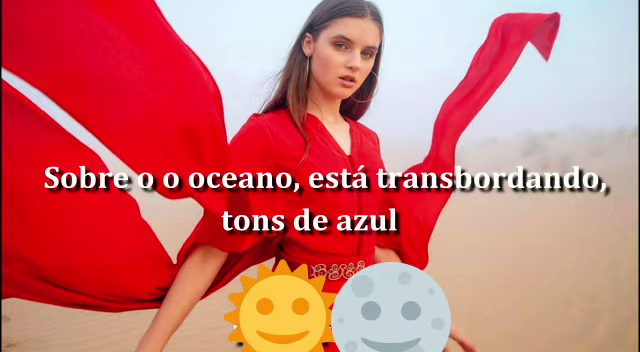 Sobre o o oceano, está transbordando,
tons de azul